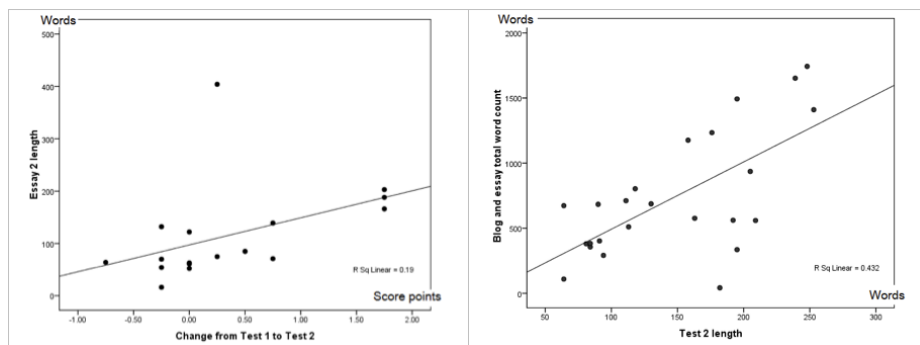 Words
500
400
300
200
100
0
Essay 2 length
R Sq Linear = 0.19
Score points
-1.00
-0.50
0.00
0.50
1.00
1.50
2.00
Change from Test 1 to Test 2
Words
2000
1500
1000
500
0
Blog and essay total word count
R Sq Linear = 0.432
Words
50
100
150
200
250
300
Test 2 length